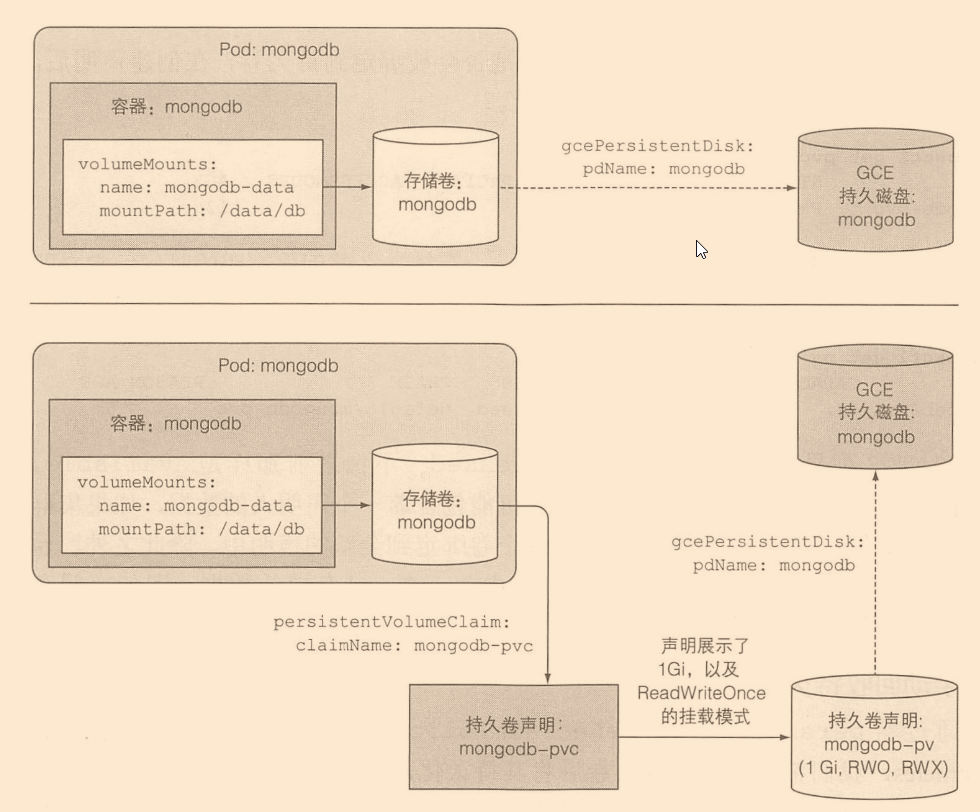 Pod: mongodb
容器：mongodb
volumeMounts:
name: mongodb-data
mountPath: /data/db
存储卷：
mongodb
gcePersistentDisk:
pdName: mongodb
GCE
持久磁盘:
mongodb
Pod: mongodb
容器：mongodb
volumeMounts:
name: mongodb-data
mountPath: /data/db
存储卷：
mongodb
GCE
持久磁盘:
mongodb
gcePersistentDisk:
pdName: mongodb
persistentVolumeClaim:
claimName: mongodb-pvc
声明展示了
1Gi，以及
ReadWriteOnce
的挂载模式
持久卷声明：
mongodb-pvc
持久卷声明:
mongodb-pv
(1 Gi, RWO, RWX)